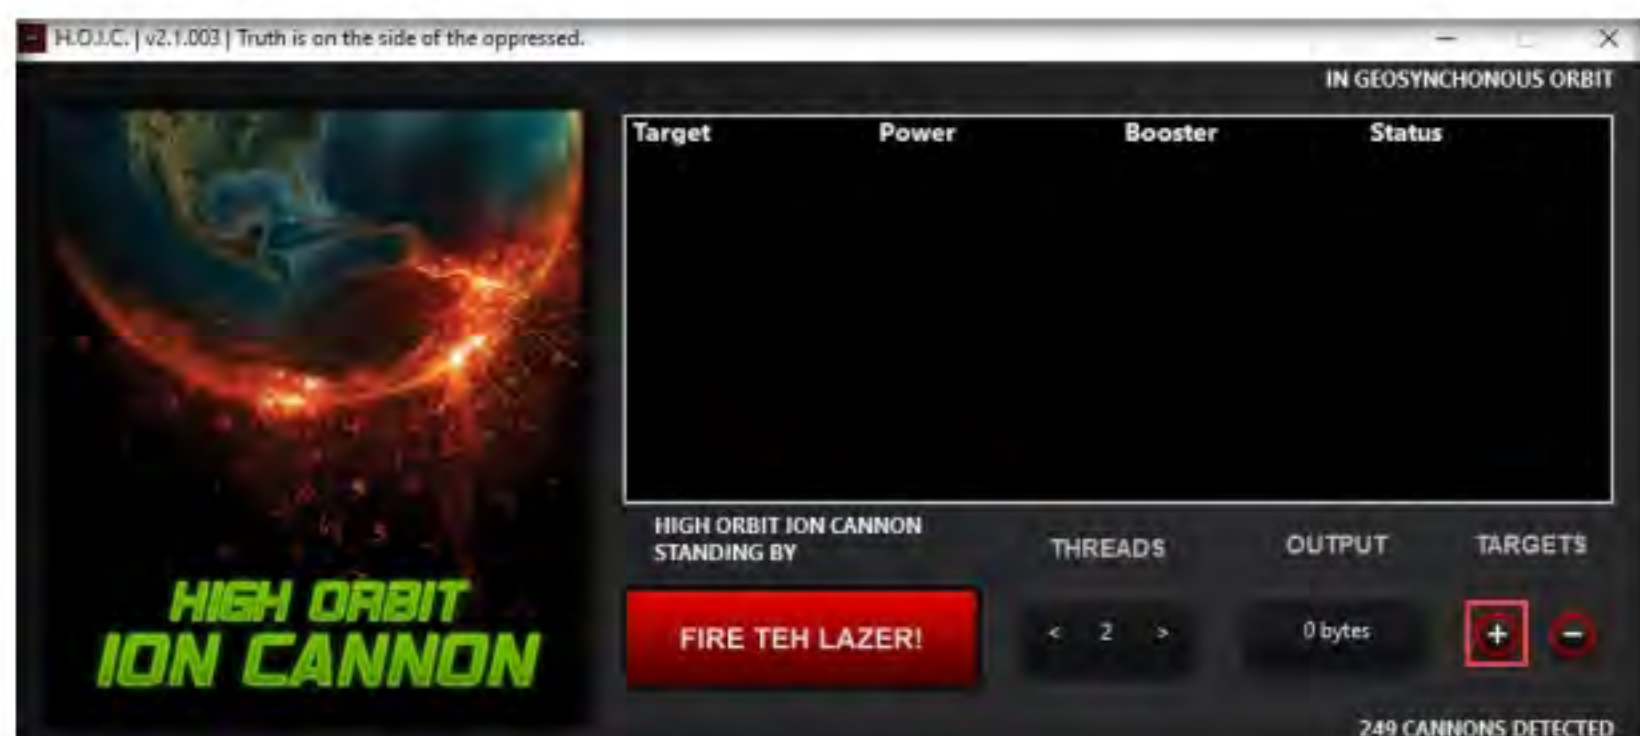 H.O.I.C. | v2.1.003 | Truth is on the side of the oppressed.
IN GEOSYNCHONOUS ORBIT
Target Power Booster Status
HIGH ORBIT ION CANNON
STANDING BY
THREADS OUTPUT TARGETS
FIRE TEH LAZER!
< 2 > 0 bytes + −
HIGH ORBIT
ION CANNON
249 CANNONS DETECTED